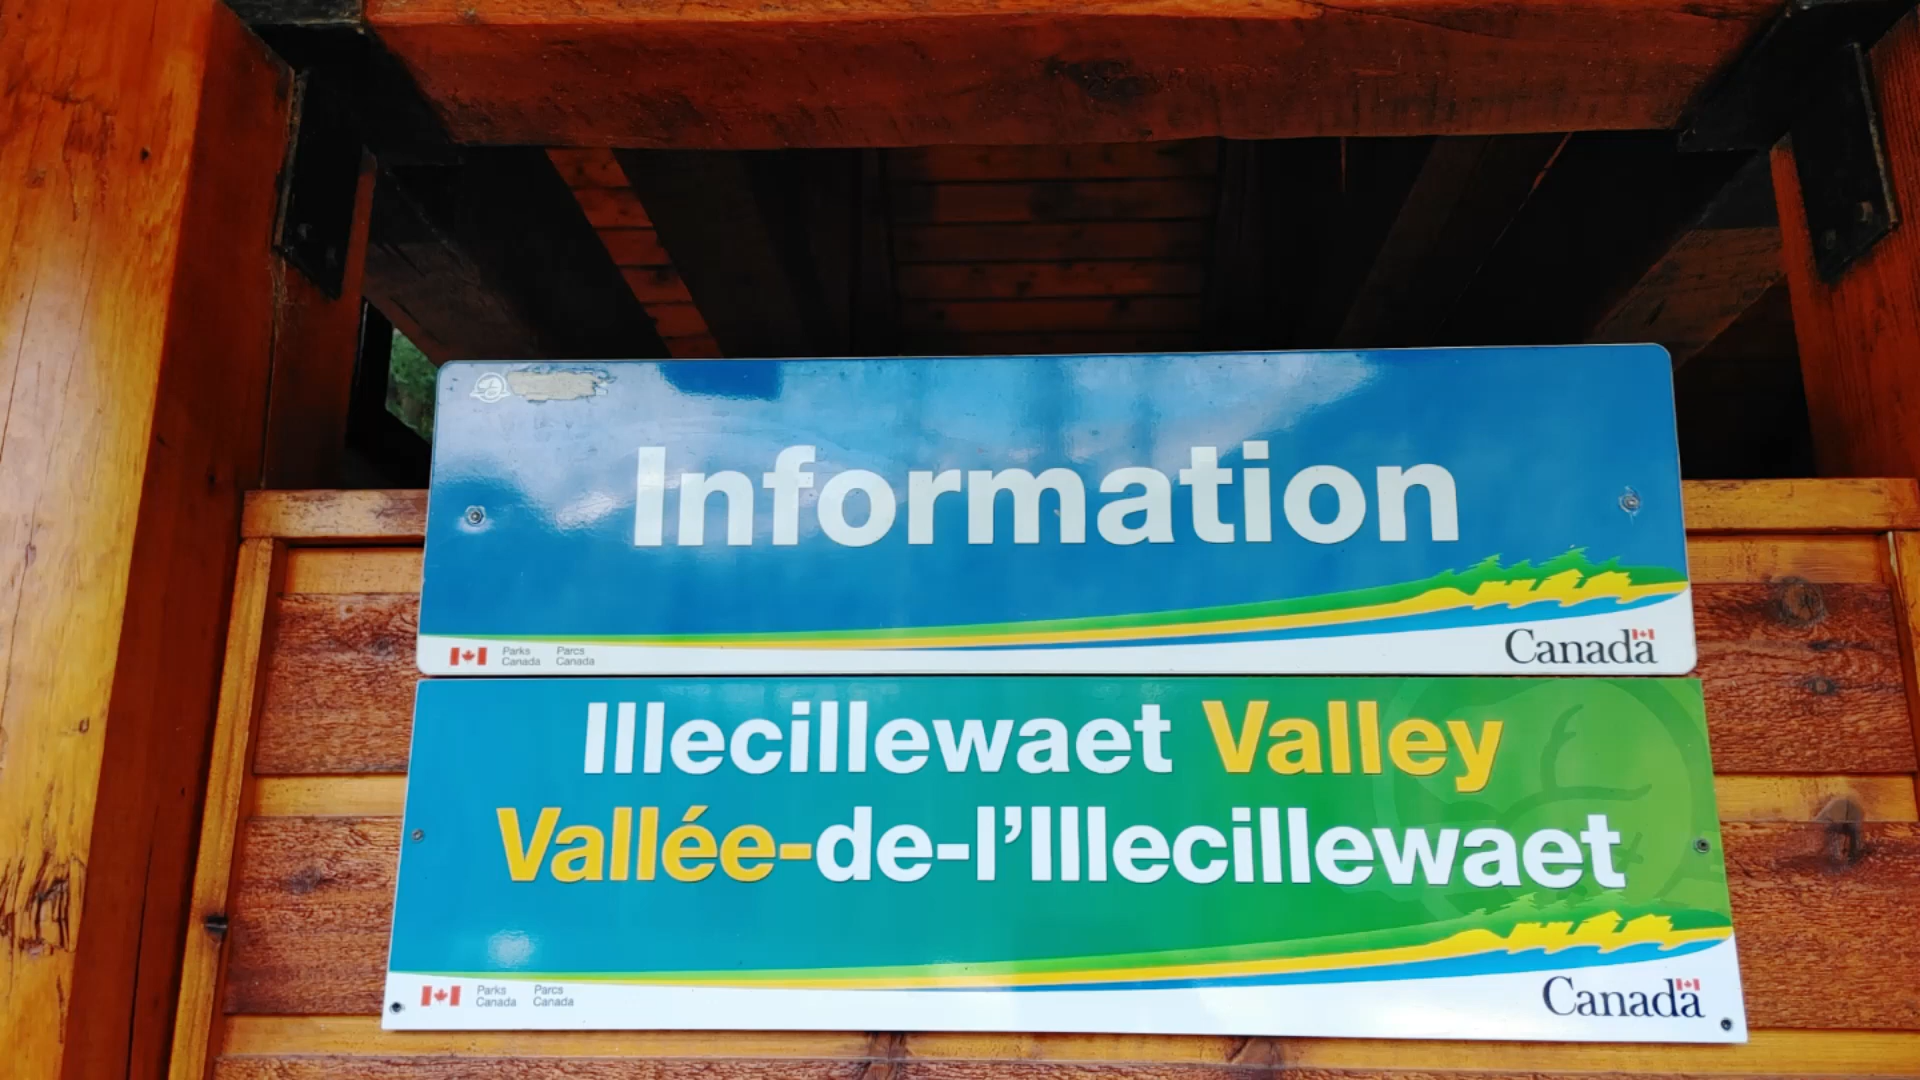 Information
Parks Canada Parcs Canada
Canada
Illecillewaet Valley
Vallée-de-l'Illecillewaet
Parks Canada Parcs Canada
Canada